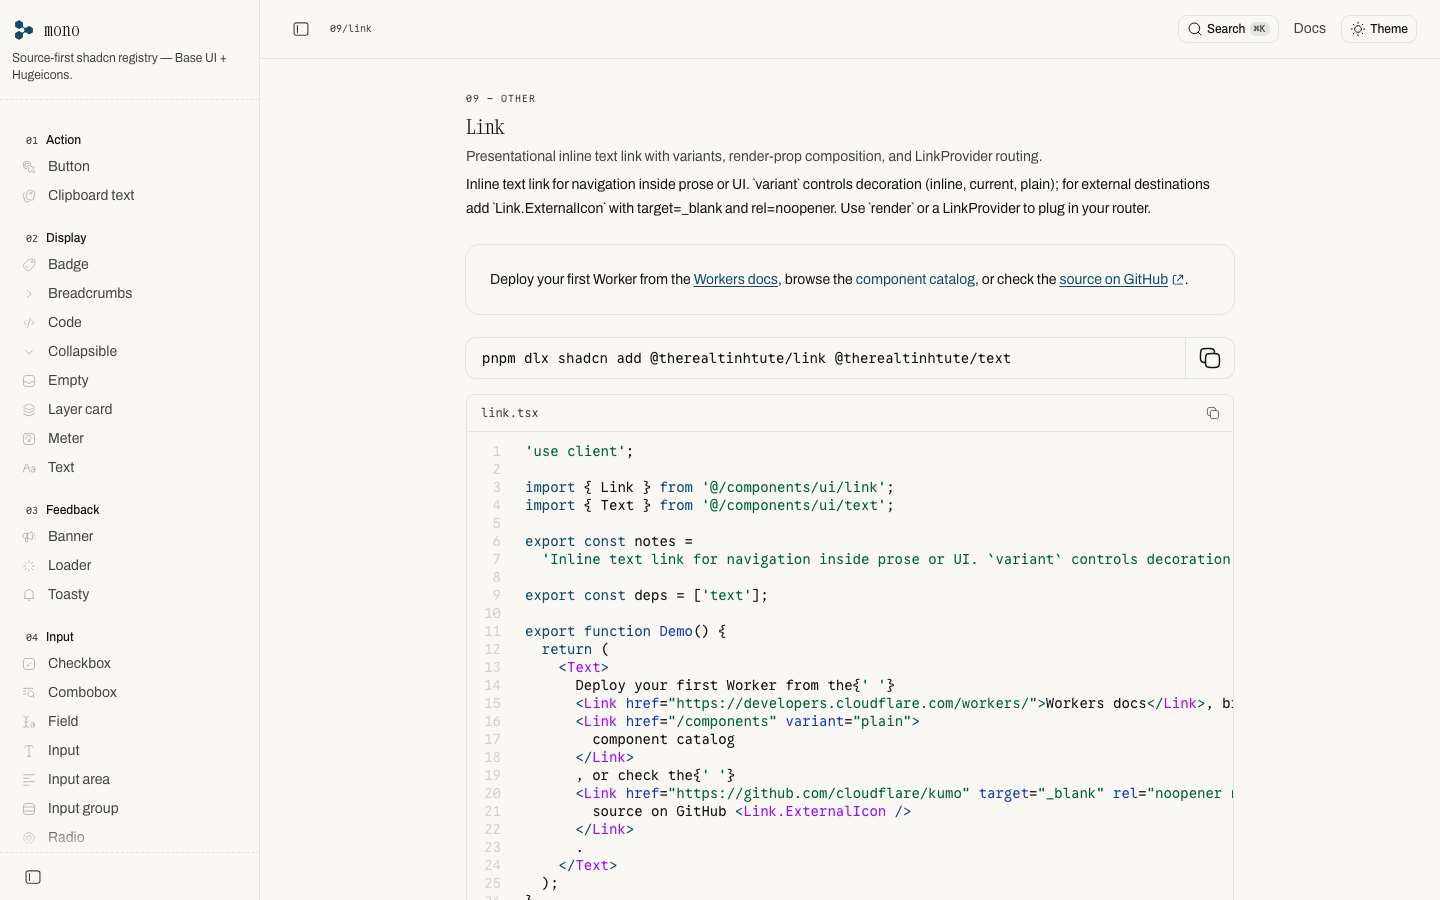 mono
Source-first shadcn registry — Base UI +
Hugeicons.
01 Action
Button
Clipboard text
02 Display
Badge
Breadcrumbs
Code
Collapsible
Empty
Layer card
Meter
Text
03 Feedback
Banner
Loader
Toasty
04 Input
Checkbox
Combobox
Field
Input
Input area
Input group
Radio
09/link
Search ⌘K
Docs
Theme
09 — OTHER
Link
Presentational inline text link with variants, render-prop composition, and LinkProvider routing.
Inline text link for navigation inside prose or UI. `variant` controls decoration (inline, current, plain); for external destinations
add `Link.ExternalIcon` with target=_blank and rel=noopener. Use `render` or a LinkProvider to plug in your router.
Deploy your first Worker from the Workers docs, browse the component catalog, or check the source on GitHub .
pnpm dlx shadcn add @therealtinhtute/link @therealtinhtute/text
link.tsx
1 'use client';
2
3 import { Link } from '@/components/ui/link';
4 import { Text } from '@/components/ui/text';
5
6 export const notes =
7 'Inline text link for navigation inside prose or UI. `variant` controls decoration
8
9 export const deps = ['text'];
10
11 export function Demo() {
12 return (
13 <Text>
14 Deploy your first Worker from the{' '}
15 <Link href="https://developers.cloudflare.com/workers/">Workers docs</Link>, b
16 <Link href="/components" variant="plain">
17 component catalog
18 </Link>
19 , or check the{' '}
20 <Link href="https://github.com/cloudflare/kumo" target="_blank" rel="noopener
21 source on GitHub <Link.ExternalIcon />
22 </Link>
23 .
24 </Text>
25 );